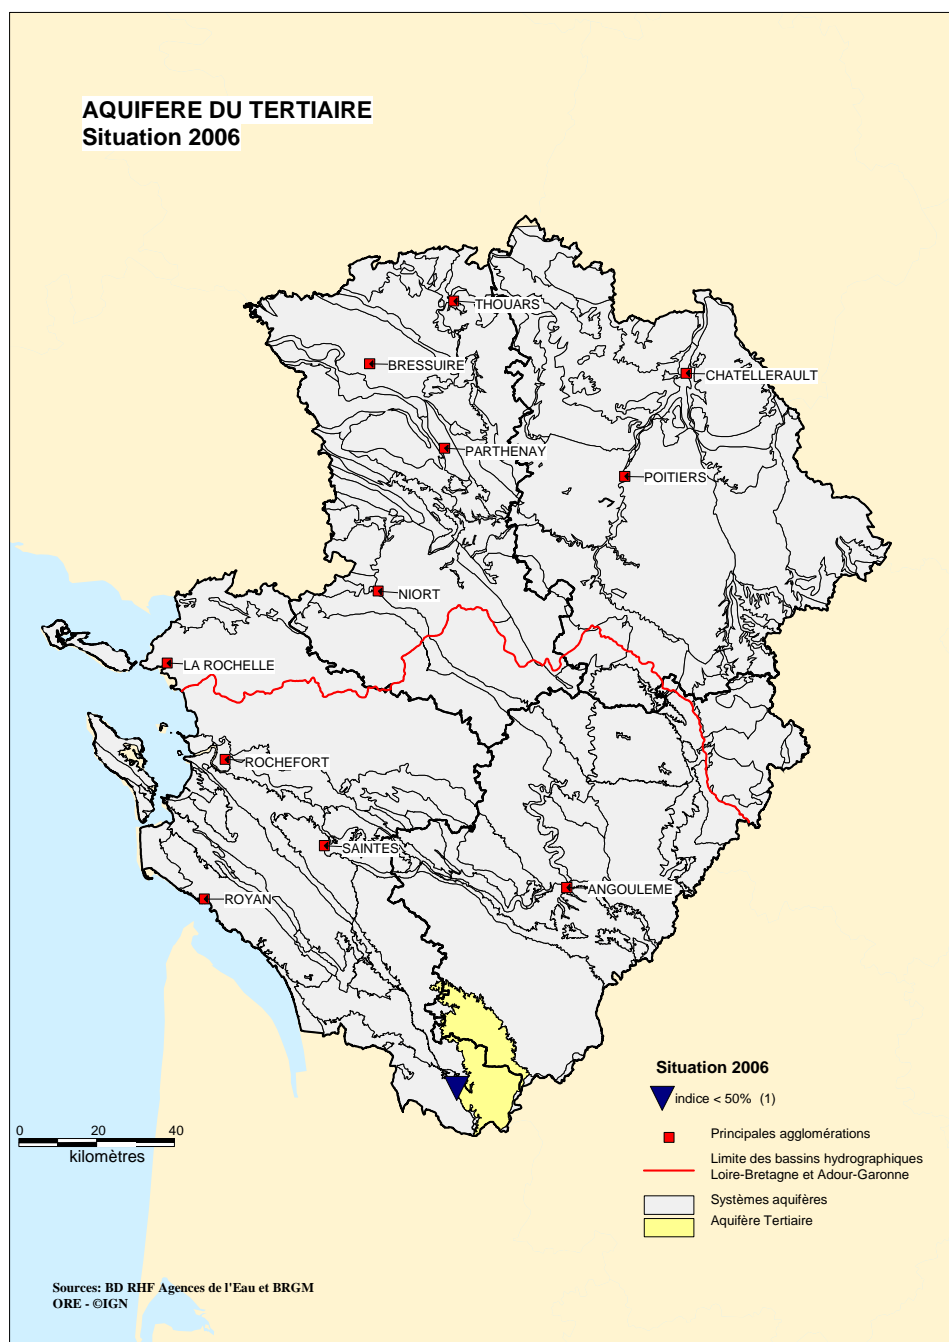 AQUIFERE DU TERTIAIRE
Situation 2006
THOUARS
BRESSUIRE
CHATELLERAULT
PARTHENAY
POITIERS
NIORT
LA ROCHELLE
ROCHEFORT
SAINTES
ANGOULEME
ROYAN
Situation 2006
indice < 50% (1)
Principales agglomérations
Limite des bassins hydrographiques
Loire-Bretagne et Adour-Garonne
Systèmes aquifères
Aquifère Tertiaire
0 20 40
kilomètres
Sources: BD RHF Agences de l'Eau et BRGM
ORE - ©IGN